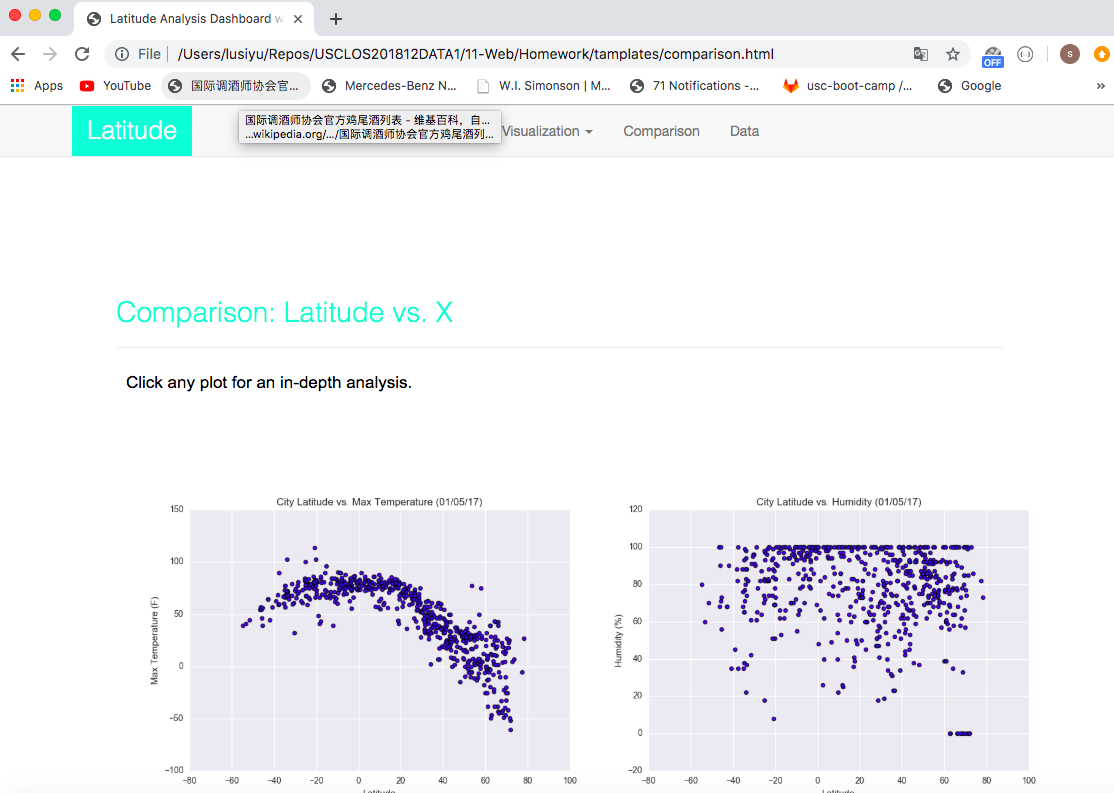 Latitude Analysis Dashboard w
File
/Users/lusiyu/Repos/USCLOS201812DATA1/11-Web/Homework/tamplates/comparison.html
OFF
s
Apps
YouTube
国际调酒师协会官...
Mercedes-Benz N...
W.I. Simonson | M...
71 Notifications -...
usc-boot-camp /...
Google
»
Latitude
国际调酒师协会官方鸡尾酒列表 - 维基百科，自...
...wikipedia.org/.../国际调酒师协会官方鸡尾酒列...
Visualization
Comparison
Data
Comparison: Latitude vs. X
Click any plot for an in-depth analysis.
City Latitude vs. Max Temperature (01/05/17)
150
100
50
0
−50
−100
Max Temperature (F)
−80 −60 −40 −20 0 20 40 60 80 100
Latitude
City Latitude vs. Humidity (01/05/17)
120
100
80
60
40
20
0
−20
Humidity (%)
−80 −60 −40 −20 0 20 40 60 80 100
Latitude